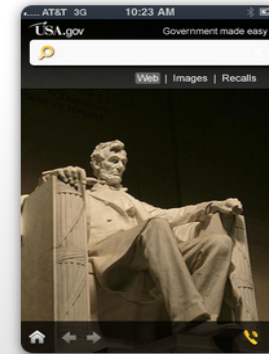 AT&T 3G 10:23 AM
USA.gov Government made easy
Web | Images | Recalls